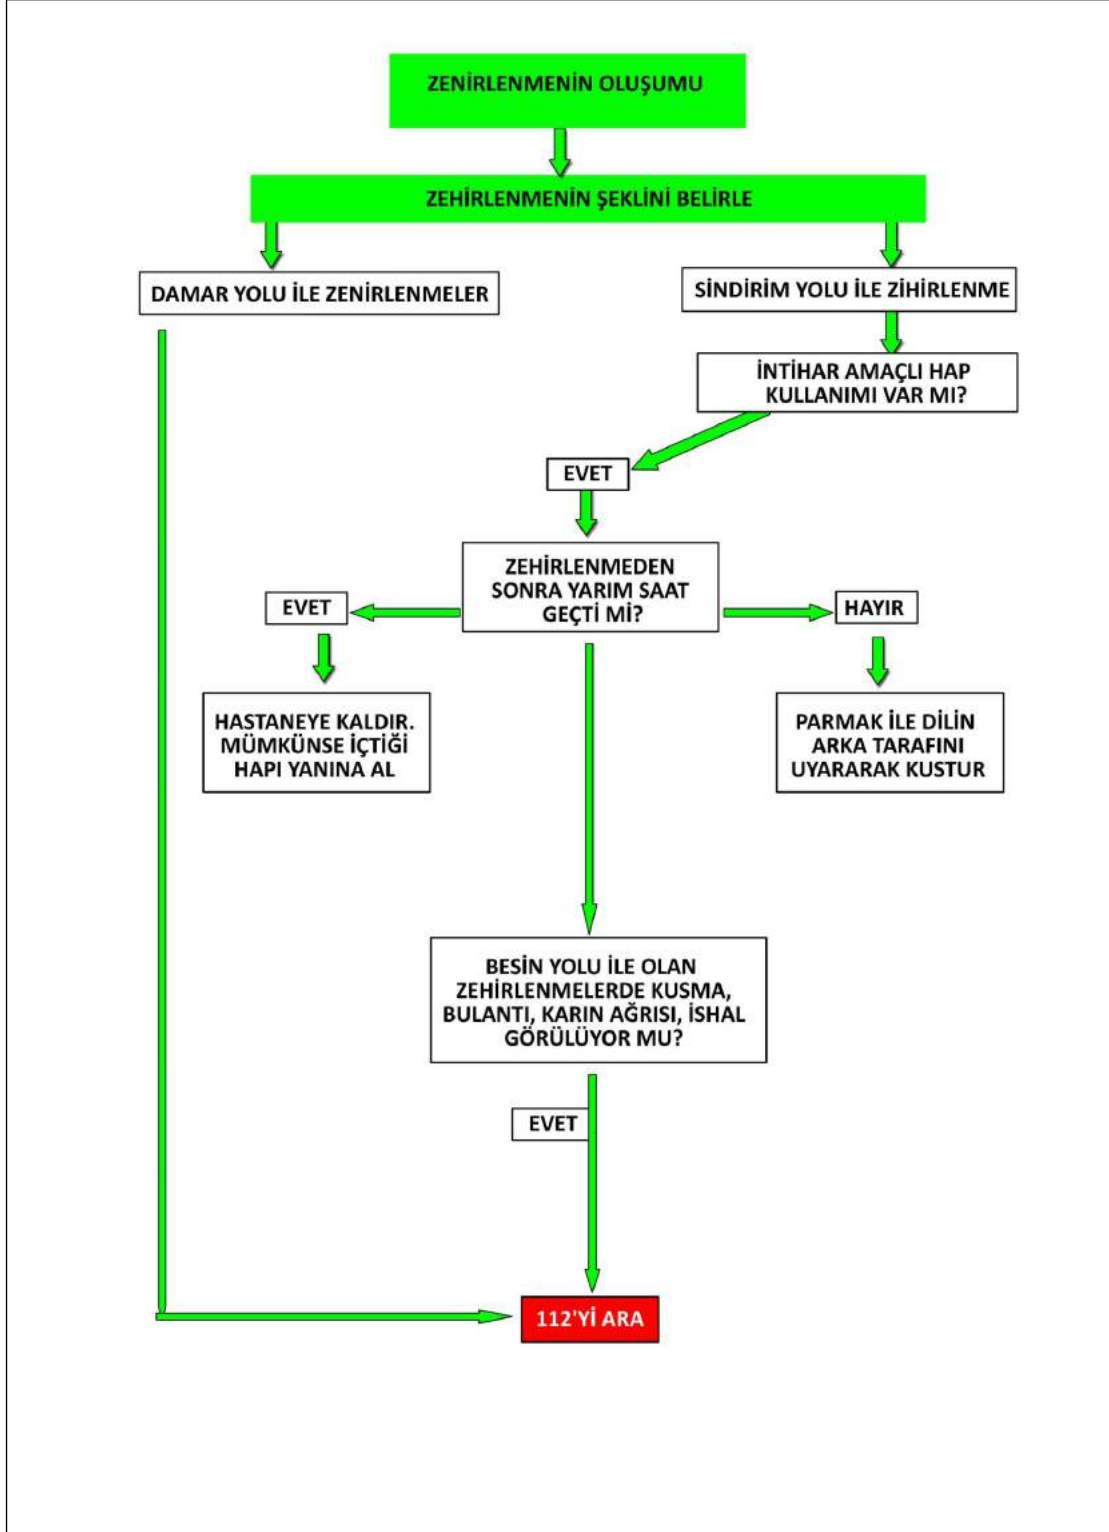 ZENİRLENMENİN OLUŞUMU
ZEHİRLENMENİN ŞEKLİNİ BELİRLE
DAMAR YOLU İLE ZENİRLENMELER
SİNDİRİM YOLU İLE ZİHİRLENME
İNTİHAR AMAÇLI HAP
KULLANIMI VAR MI?
EVET
ZEHİRLENMEDEN
SONRA YARIM SAAT
GEÇTİ Mİ?
EVET
HAYIR
HASTANEYE KALDIR.
MÜMKÜNSE İÇTİĞİ
HAPI YANINA AL
PARMAK İLE DİLİN
ARKA TARAFINI
UYARARAK KUSTUR
BESİN YOLU İLE OLAN
ZEHİRLENMELERDE KUSMA,
BULANTI, KARIN AĞRISI, İSHAL
GÖRÜLÜYOR MU?
EVET
112'Yİ ARA